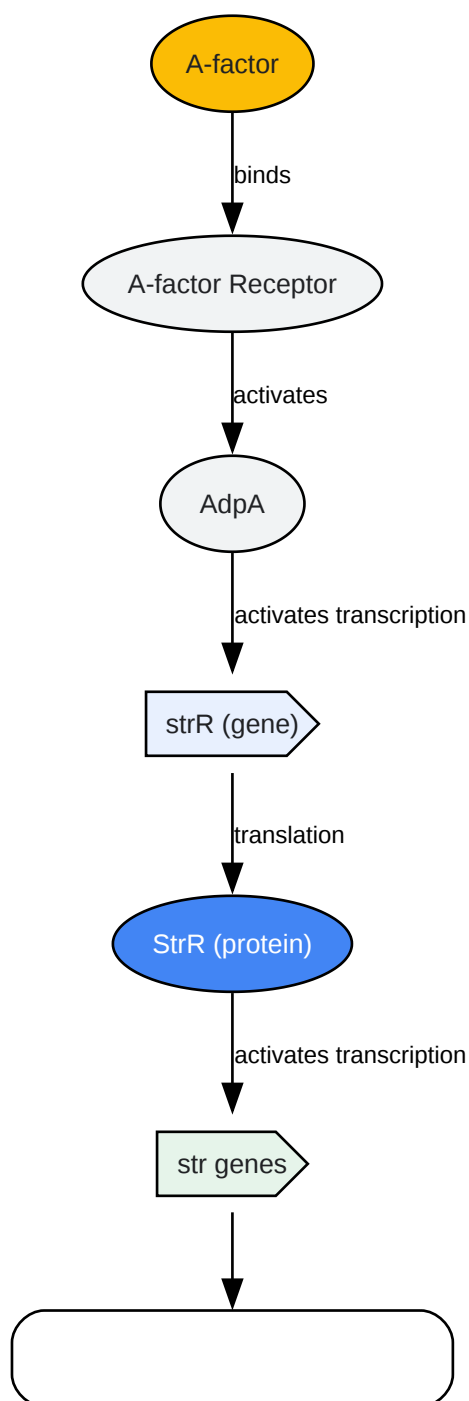 A-factor
binds
A-factor Receptor
activates
AdpA
activates transcription
strR (gene)
translation
StrR (protein)
activates transcription
str genes